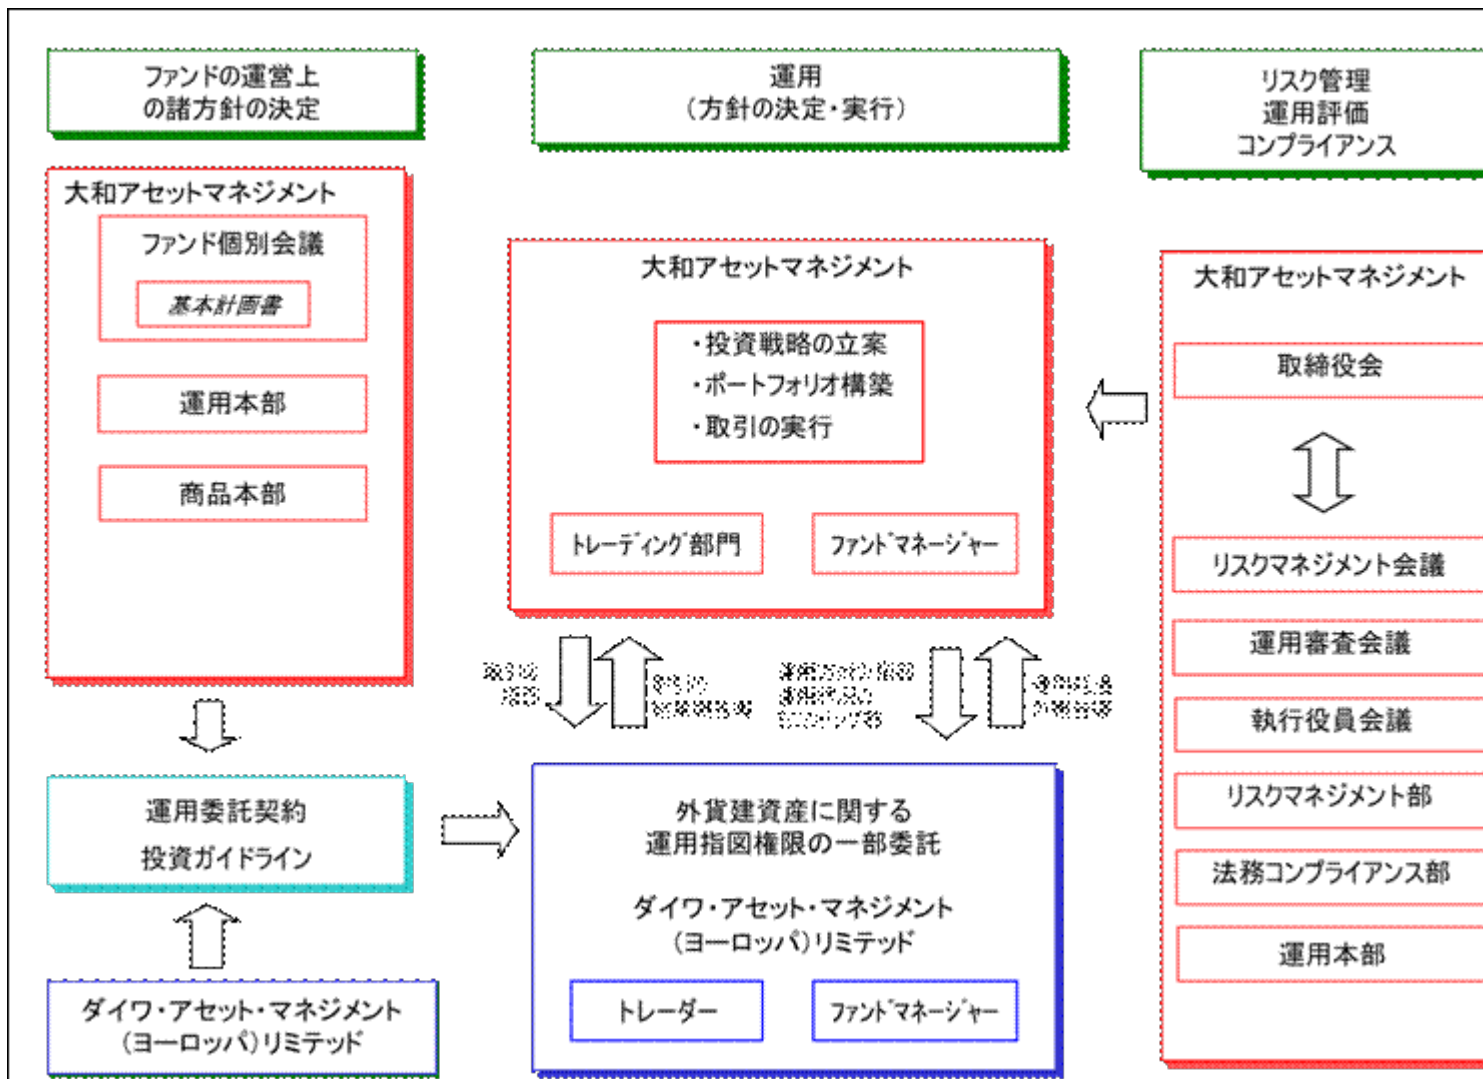 ファンドの運営上
の諸方針の決定
運用
（方針の決定・実行）
リスク管理
運用評価
コンプライアンス
大和アセットマネジメント
ファンド個別会議
基本計画書
運用本部
商品本部
大和アセットマネジメント
・投資戦略の立案
・ポートフォリオ構築
・取引の実行
トレーディング部門
ファンドマネージャー
大和アセットマネジメント
取締役会
リスクマネジメント会議
運用審査会議
執行役員会議
リスクマネジメント部
法務コンプライアンス部
運用本部
運用委託契約
投資ガイドライン
外貨建資産に関する
運用指図権限の一部委託
ダイワ・アセット・マネジメント
（ヨーロッパ）リミテッド
トレーダー
ファンドマネージャー
ダイワ・アセット・マネジメント
（ヨーロッパ）リミテッド